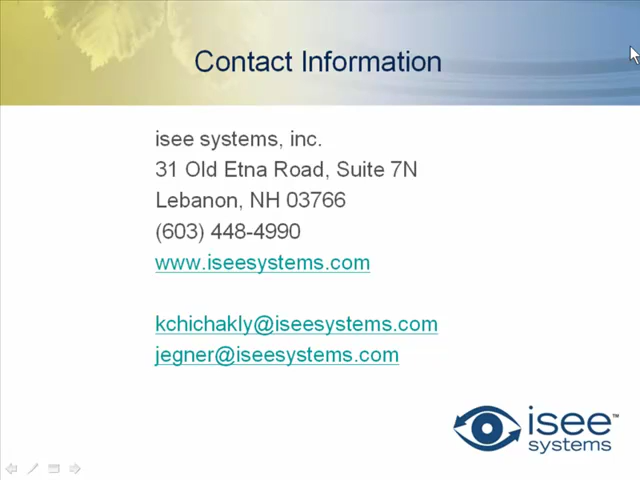 Contact Information
isee systems, inc.
31 Old Etna Road, Suite 7N
Lebanon, NH 03766
(603) 448-4990
www.iseesystems.com
kchichakly@iseesystems.com
jegner@iseesystems.com
isee™
systems